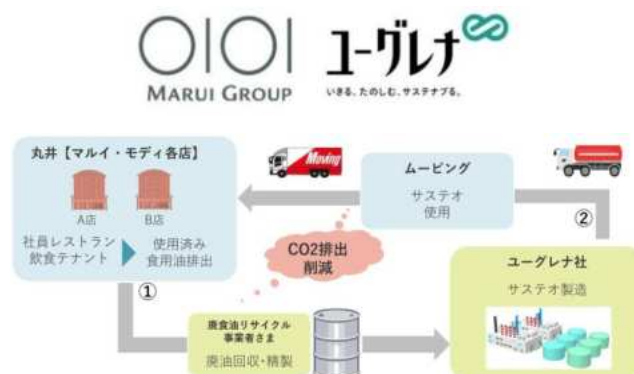 OIOI
MARUI GROUP
ユーグレナ
いきる、たのしむ、サステナブる。
丸井【マルイ・モディ各店】
A店
B店
社員レストラン
飲食テナント
使用済み
食用油排出
Moving
ムービング
サステオ
使用
②
CO2排出
削減
①
ユーグレナ社
サステオ製造
廃食油リサイクル
事業者さま
廃油回収・精製